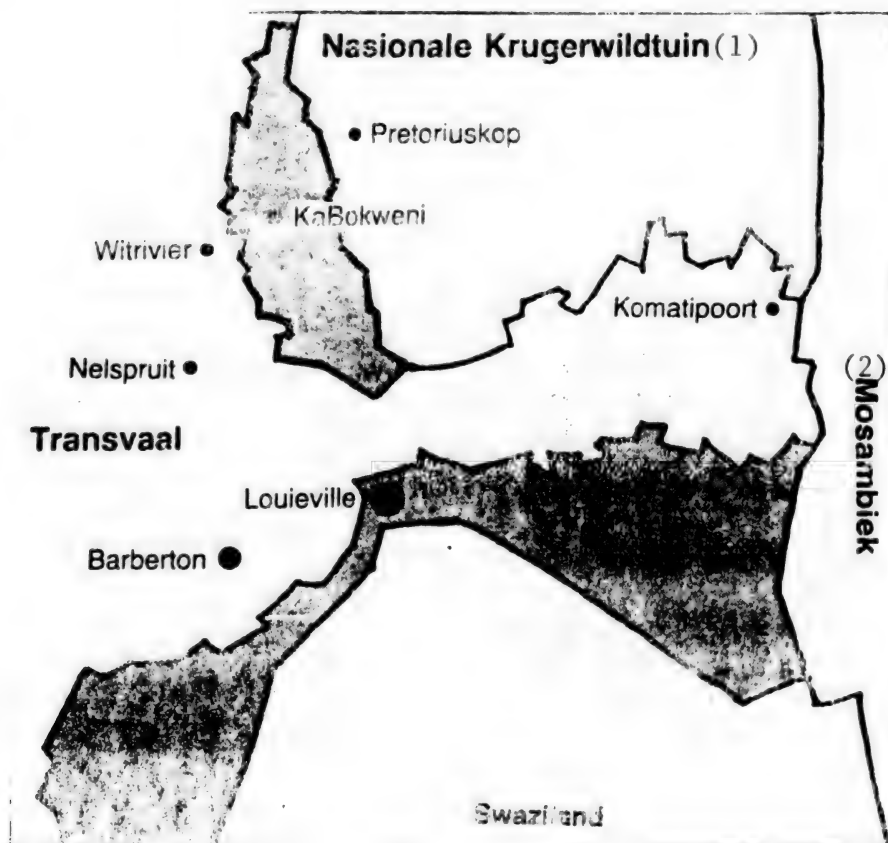 Nasionale Krugerwildtuin (1)
Pretoriuskop
KaBokweni
Witrivier
Komatipoort
Nelspruit
(2)
Mosambiek
Transvaal
Louieville
Barberton
Swaziland